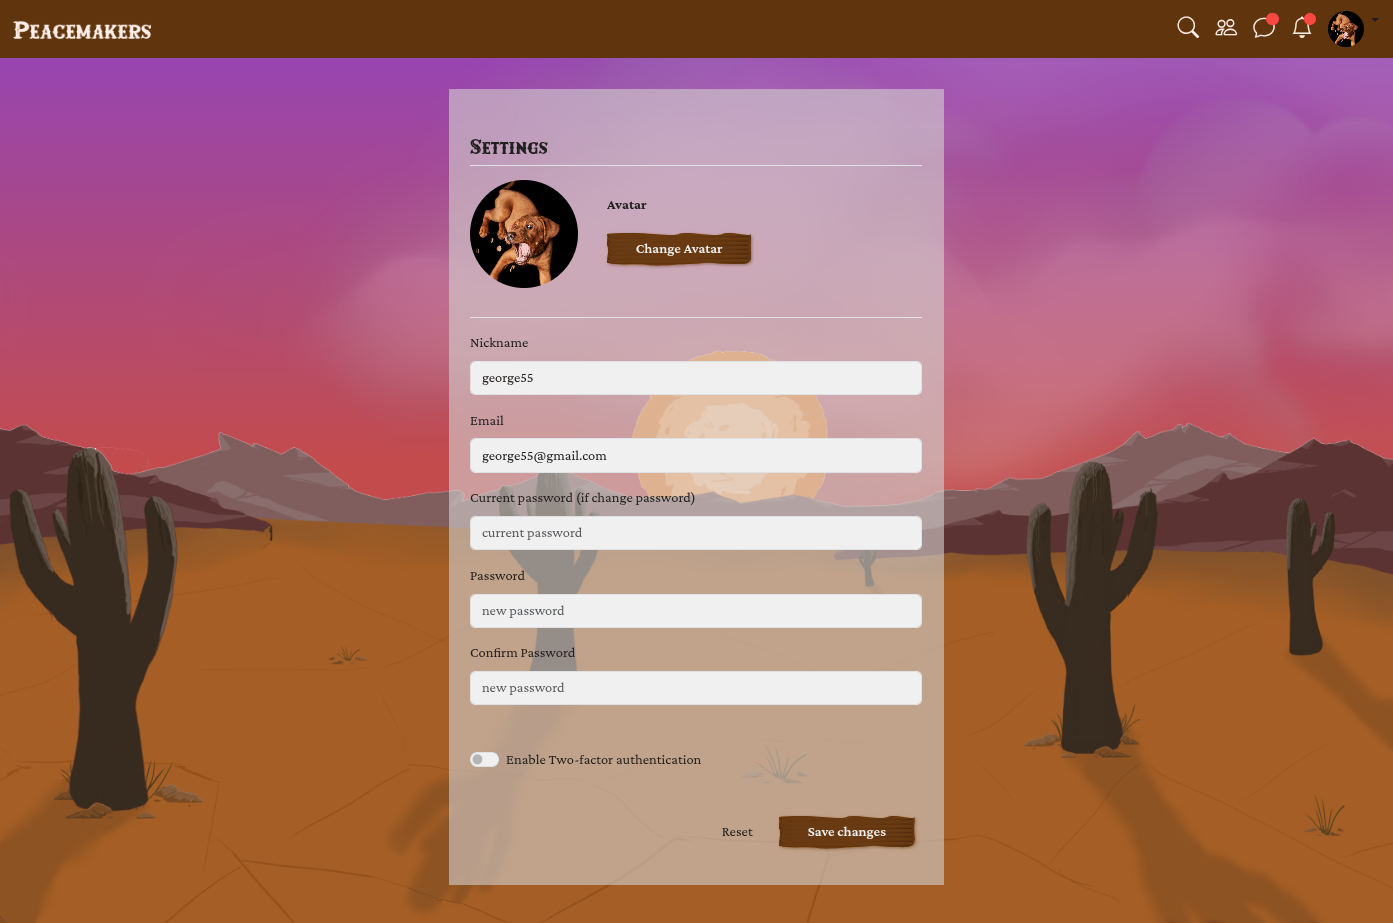 Peacemakers
Settings
Avatar
Change Avatar
Nickname
george55
Email
george55@gmail.com
Current password (if change password)
current password
Password
new password
Confirm Password
new password
Enable Two-factor authentication
Reset Save changes